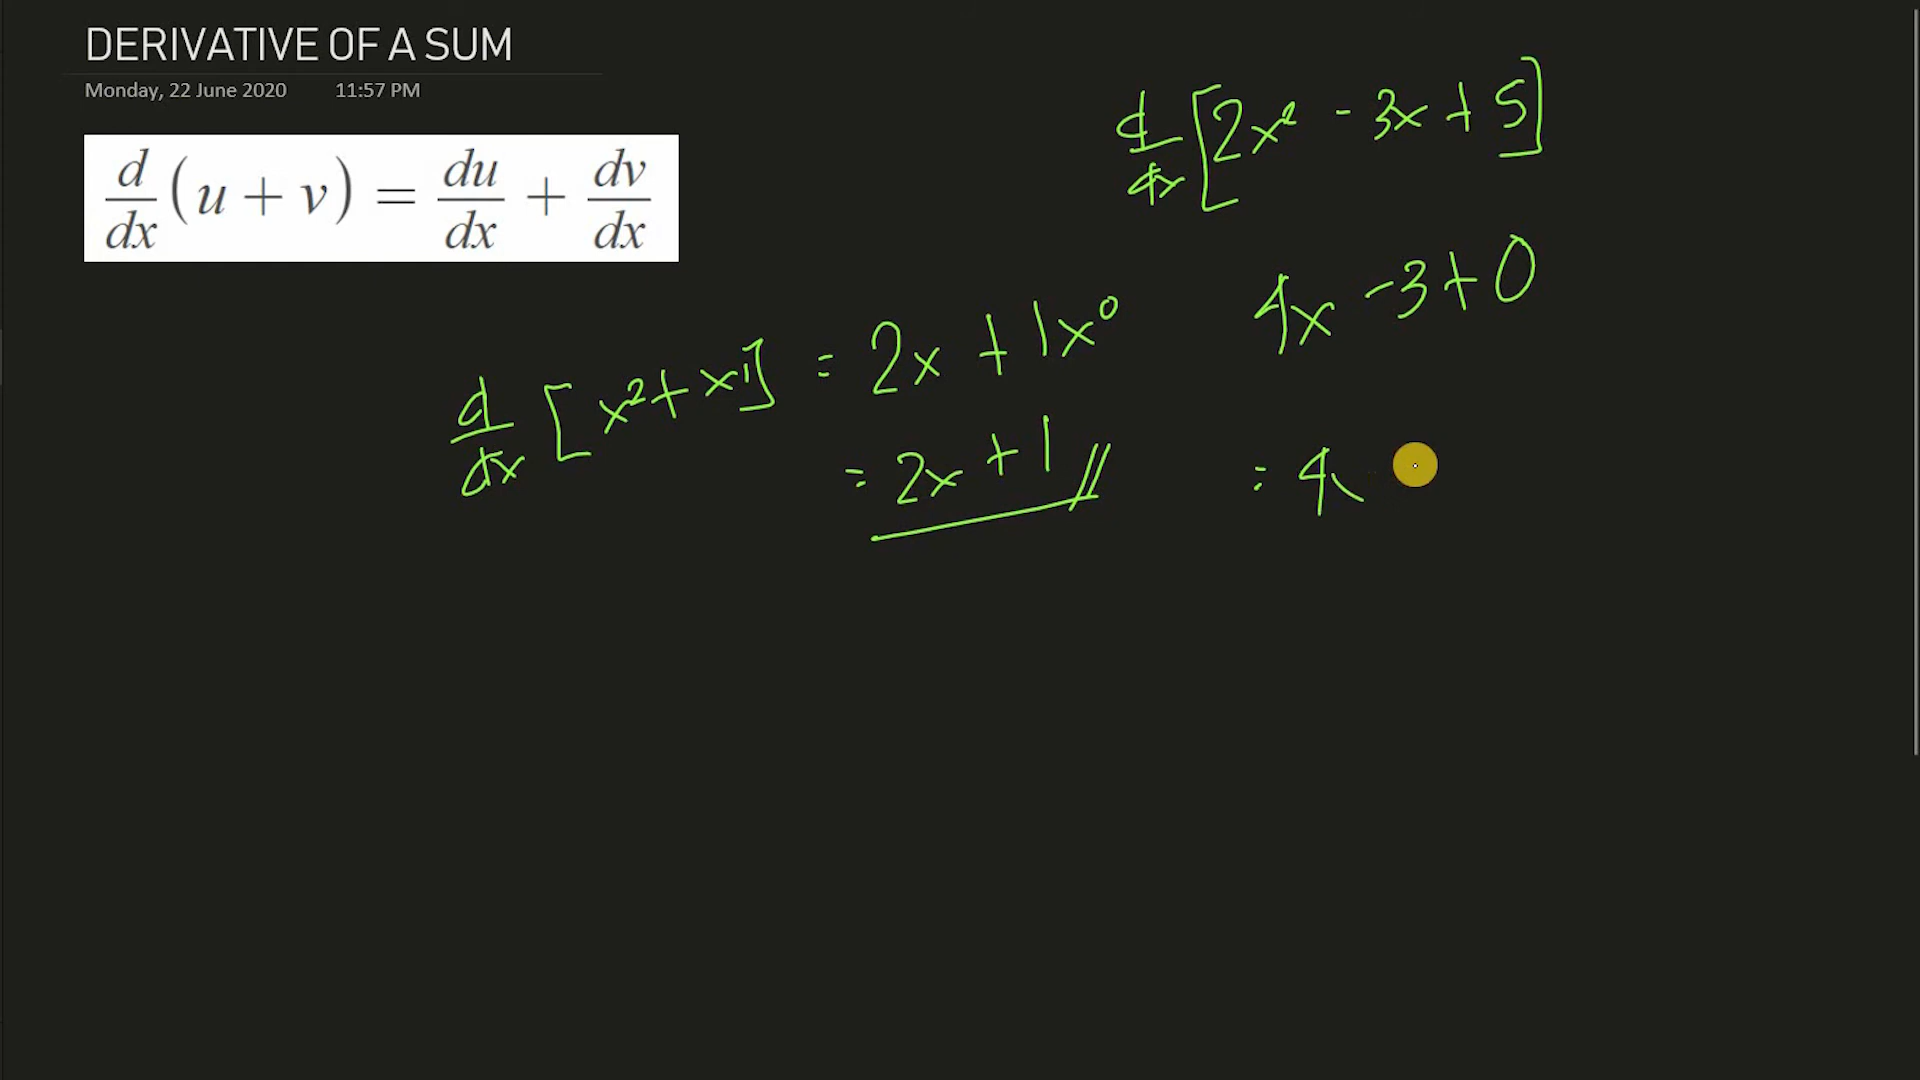 DERIVATIVE OF A SUM
Monday, 22 June 2020 11:57 PM
d/dx (u + v) = du/dx + dv/dx
d/dx [2x² - 3x + 5]
4x - 3 + 0
d/dx [x² + x¹] = 2x + 1x⁰
= 2x + 1 //
= 4